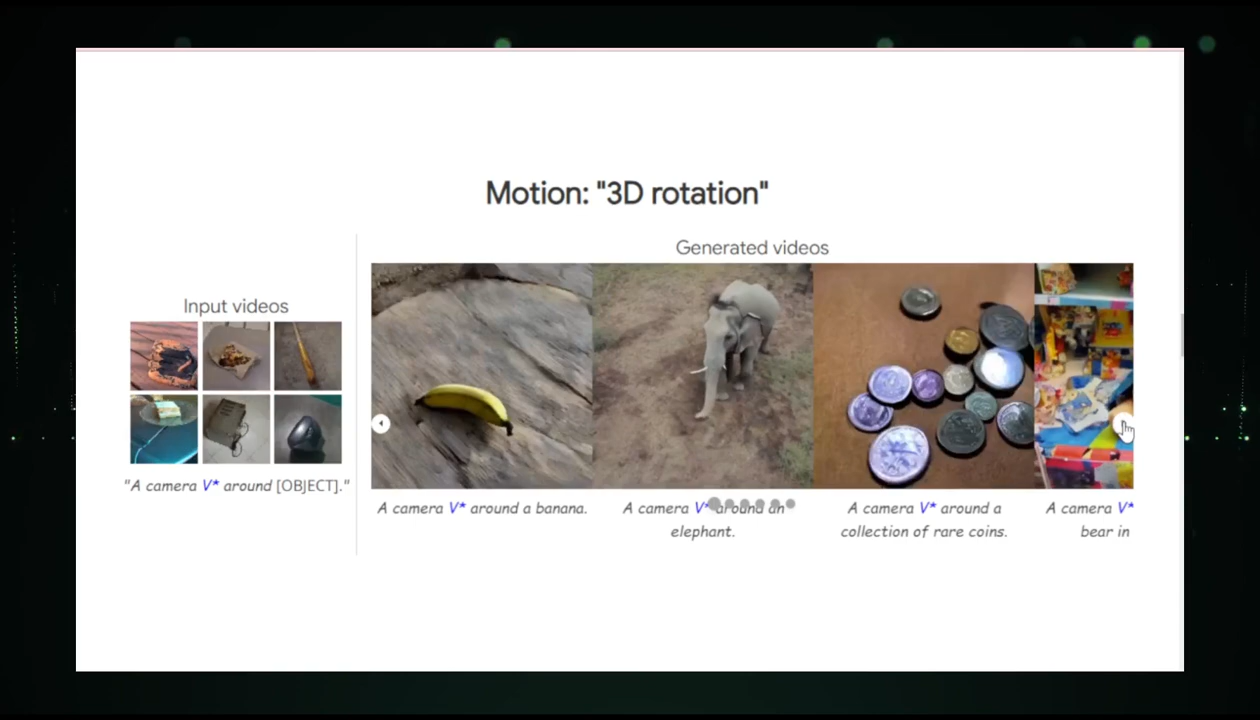 Motion: "3D rotation"
Generated videos
Input videos
"A camera V* around [OBJECT]."
A camera V* around a banana.
A camera V* around an
elephant.
A camera V* around a
collection of rare coins.
A camera V*
bear in